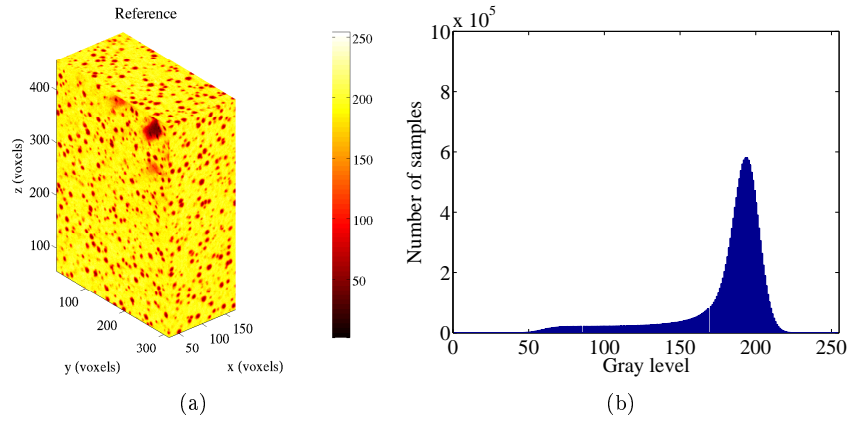 Reference
400
300
200
100
z (voxels)
100
200
300
y (voxels)
50
100
150
x (voxels)
250
200
150
100
50
(a)
10 x 10^5
8
6
4
2
0
Number of samples
0 50 100 150 200 250
Gray level
(b)